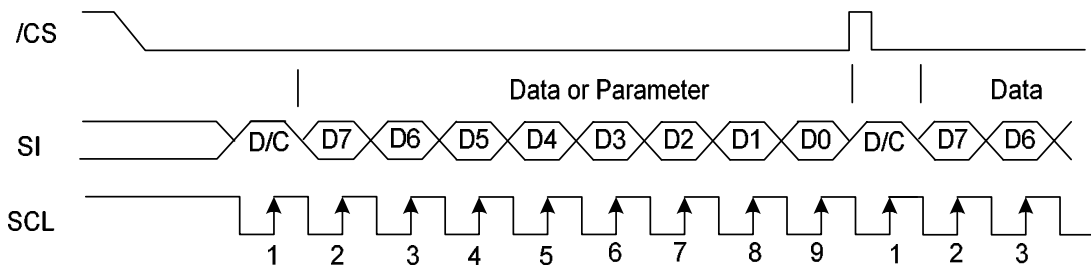 /CS
Data or Parameter Data
SI D/C D7 D6 D5 D4 D3 D2 D1 D0 D/C D7 D6
SCL
1 2 3 4 5 6 7 8 9 1 2 3